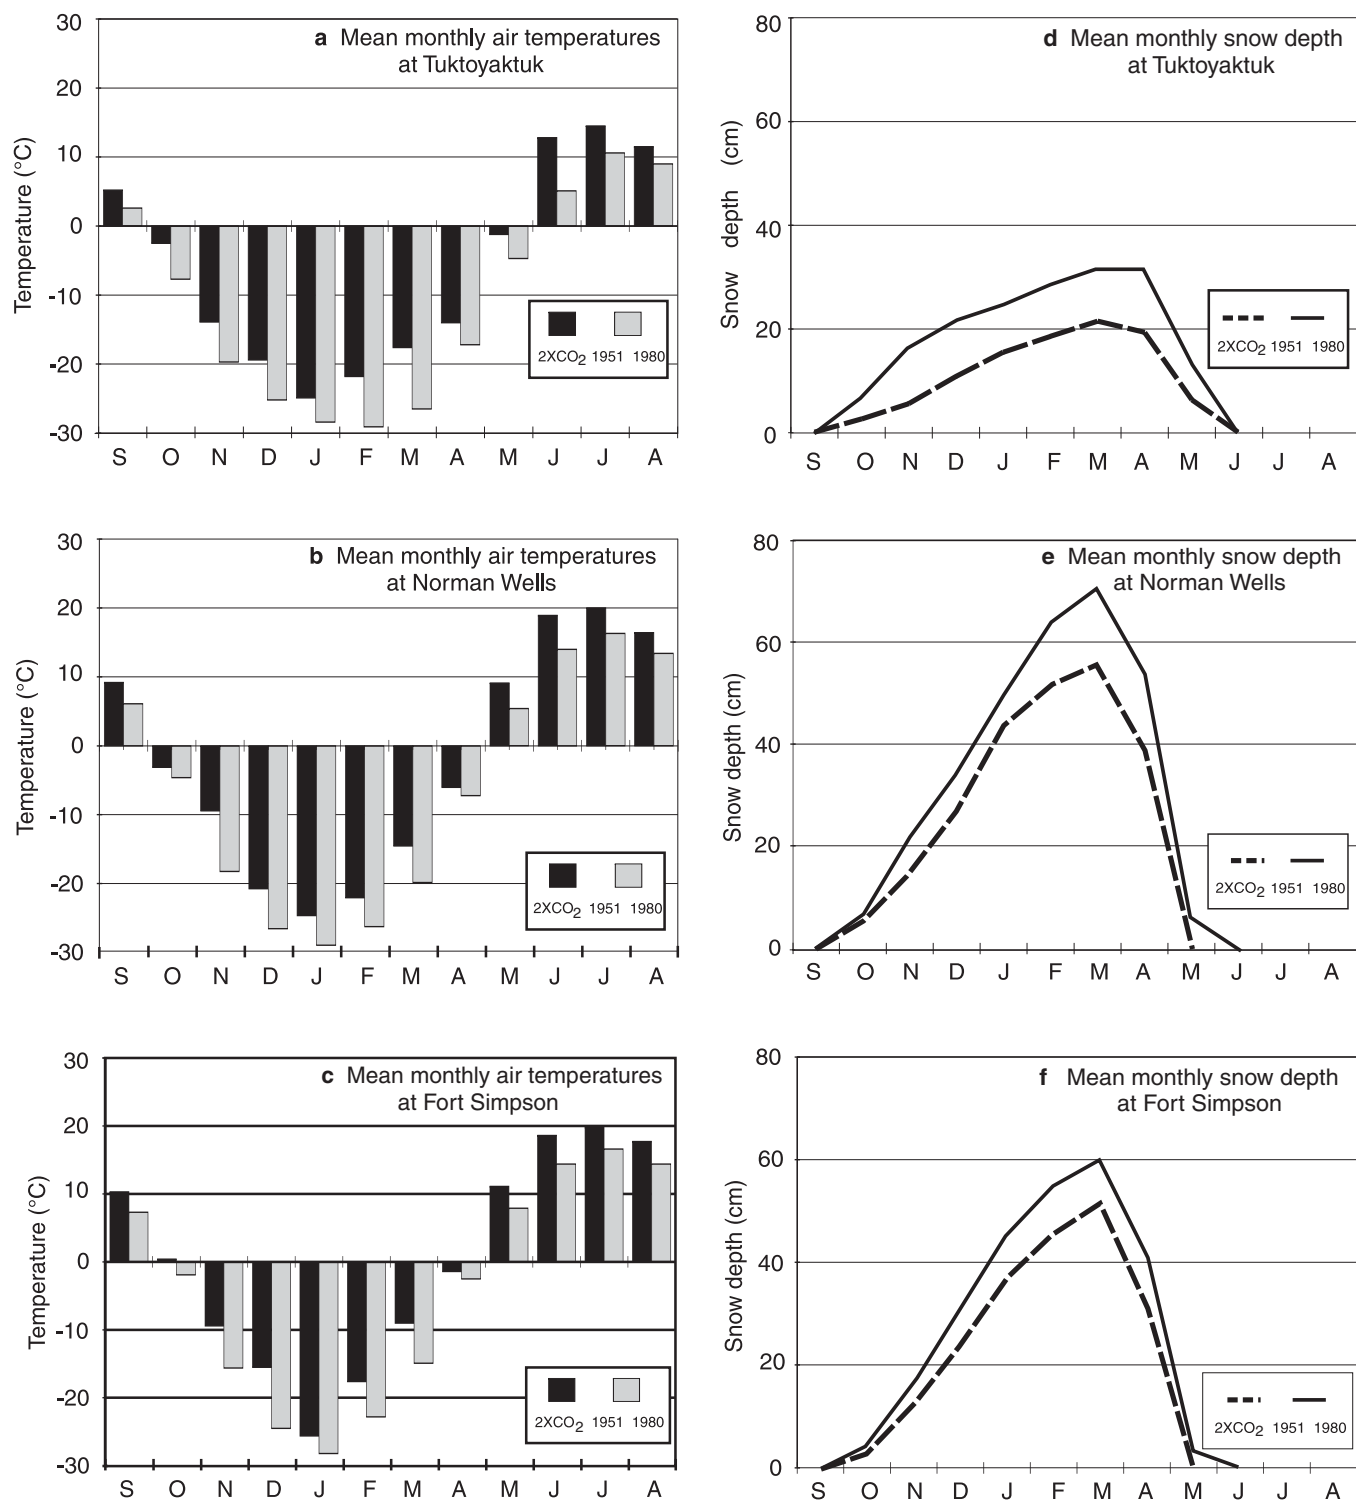 a Mean monthly air temperatures
at Tuktoyaktuk
Temperature (°C)
30
20
10
0
-10
-20
-30
S O N D J F M A M J J A
2XCO2 1951 1980
d Mean monthly snow depth
at Tuktoyaktuk
Snow depth (cm)
80
60
40
20
0
S O N D J F M A M J J A
2XCO2 1951 1980
b Mean monthly air temperatures
at Norman Wells
Temperature (°C)
30
20
10
0
-10
-20
-30
S O N D J F M A M J J A
2XCO2 1951 1980
e Mean monthly snow depth
at Norman Wells
Snow depth (cm)
80
60
40
20
0
S O N D J F M A M J J A
2XCO2 1951 1980
c Mean monthly air temperatures
at Fort Simpson
Temperature (°C)
30
20
10
0
-10
-20
-30
S O N D J F M A M J J A
2XCO2 1951 1980
f Mean monthly snow depth
at Fort Simpson
Snow depth (cm)
80
60
40
20
0
S O N D J F M A M J J A
2XCO2 1951 1980